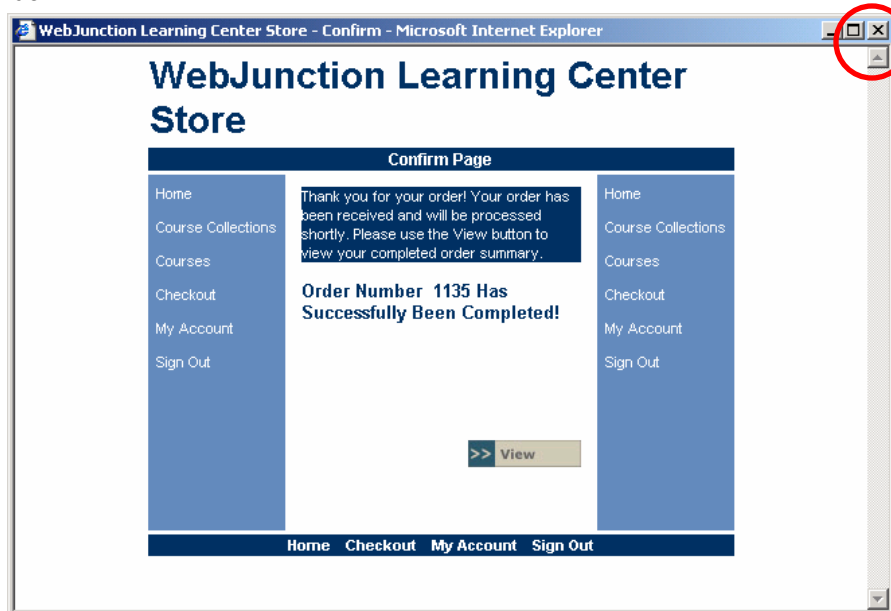 WebJunction Learning Center Store - Confirm - Microsoft Internet Explorer
WebJunction Learning Center
Store
Confirm Page
Home
Course Collections
Courses
Checkout
My Account
Sign Out
Thank you for your order! Your order has
been received and will be processed
shortly. Please use the View button to
view your completed order summary.
Order Number 1135 Has
Successfully Been Completed!
>> View
Home
Course Collections
Courses
Checkout
My Account
Sign Out
Home Checkout My Account Sign Out